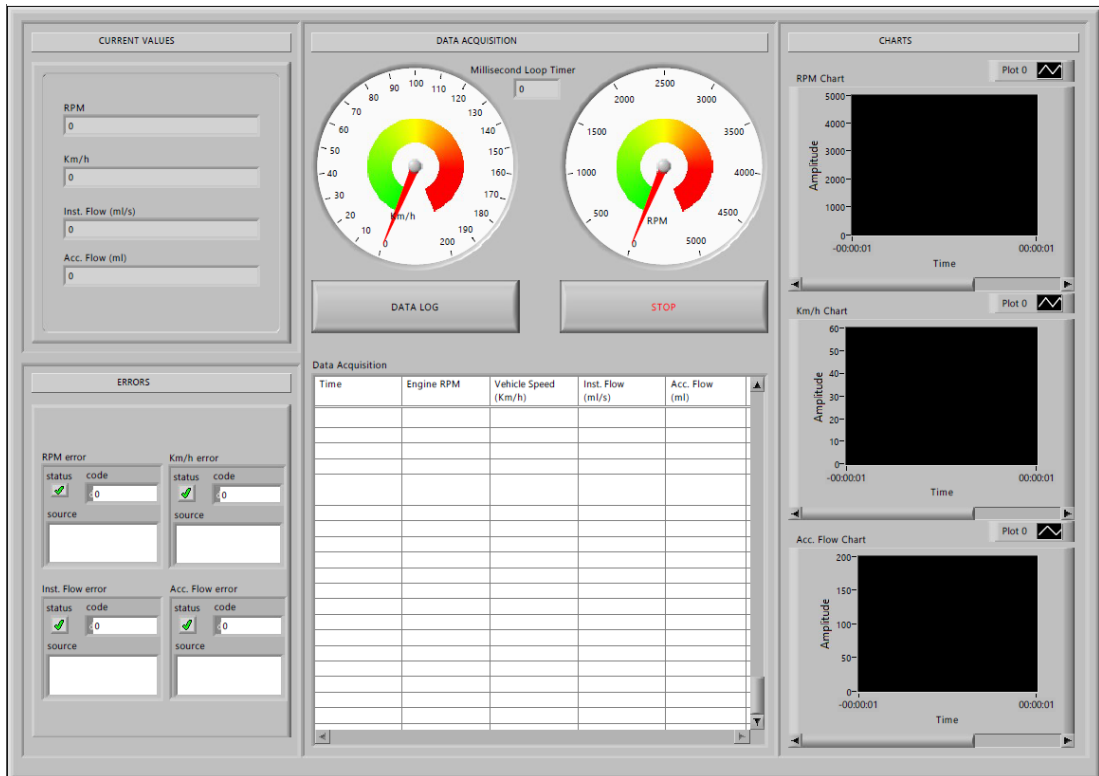 CURRENT VALUES
RPM
0
Km/h
0
Inst. Flow (ml/s)
0
Acc. Flow (ml)
0
ERRORS
RPM error
status code
0
source
Km/h error
status code
0
source
Inst. Flow error
status code
0
source
Acc. Flow error
status code
0
source
DATA ACQUISITION
Millisecond Loop Timer
0
0 10 20 30 40 50 60 70 80 90 100 110 120 130 140 150 160 170 180 190 200
Km/h
0 500 1000 1500 2000 2500 3000 3500 4000 4500 5000
RPM
DATA LOG
STOP
Data Acquisition
Time Engine RPM Vehicle Speed Inst. Flow Acc. Flow
(Km/h) (ml/s) (ml)
CHARTS
RPM Chart
Plot 0
5000
4000
3000
2000
1000
0
Amplitude
-00:00:01 00:00:01
Time
Km/h Chart
Plot 0
60
50
40
30
20
10
0
Amplitude
-00:00:01 00:00:01
Time
Acc. Flow Chart
Plot 0
200
150
100
50
0
Amplitude
-00:00:01 00:00:01
Time